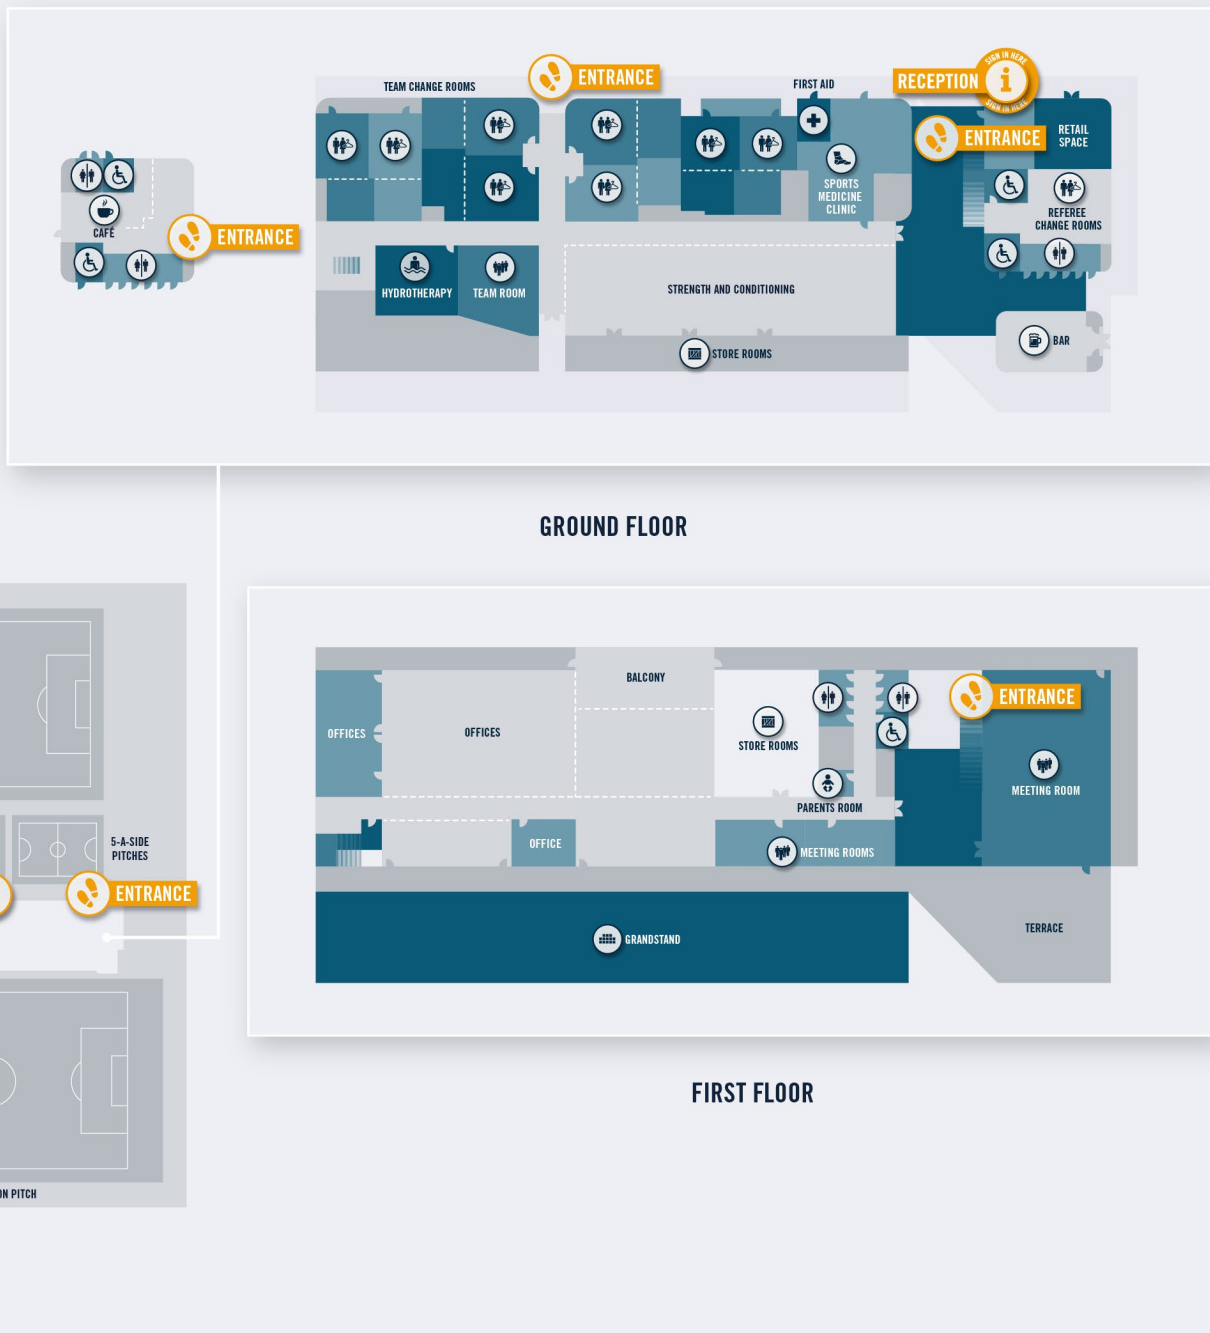 TEAM CHANGE ROOMS
ENTRANCE
FIRST AID
RECEPTION
SIGN IN HERE
SIGN IN HERE
ENTRANCE
RETAIL
SPACE
SPORTS
MEDICINE
CLINIC
REFEREE
CHANGE ROOMS
CAFÉ
ENTRANCE
HYDROTHERAPY
TEAM ROOM
STRENGTH AND CONDITIONING
STORE ROOMS
BAR
GROUND FLOOR
BALCONY
OFFICES
OFFICES
STORE ROOMS
ENTRANCE
MEETING ROOM
PARENTS ROOM
OFFICE
MEETING ROOMS
5-A-SIDE
PITCHES
ENTRANCE
GRANDSTAND
TERRACE
FIRST FLOOR
ON PITCH